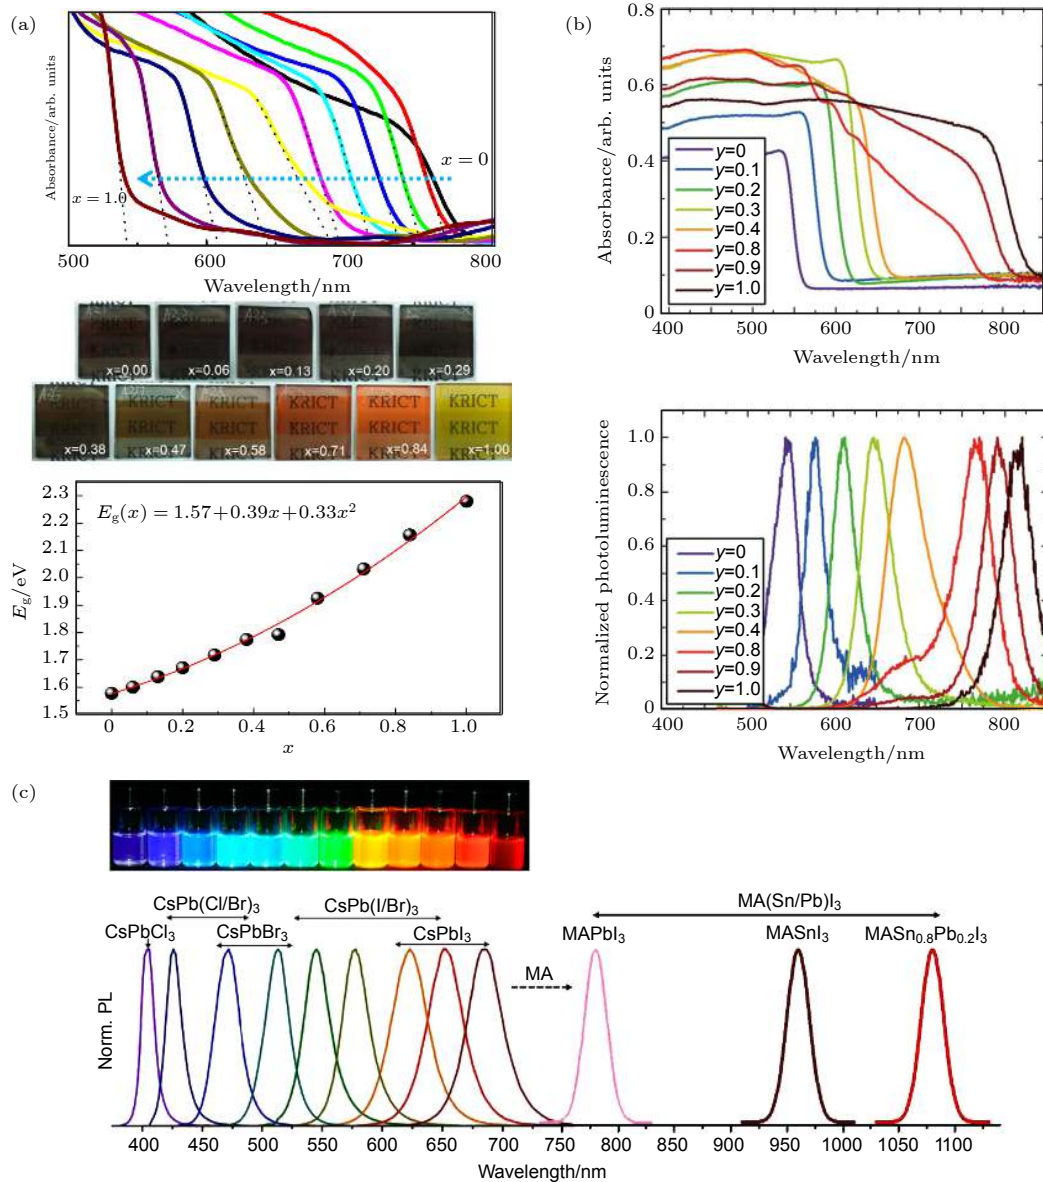 (a)
Absorbance/arb. units
x=1.0
x=0
500
600
700
800
Wavelength/nm
KRICT
x=0.00
x=0.06
x=0.13
x=0.20
x=0.29
KRICT
KRICT
KRICT
KRICT
KRICT
KRICT
x=0.38
x=0.47
x=0.58
x=0.71
x=0.84
x=1.00
Eg(x) = 1.57+0.39x+0.33x²
Eg/eV
2.3
2.2
2.1
2.0
1.9
1.8
1.7
1.6
1.5
0
0.2
0.4
0.6
0.8
1.0
x
(b)
Absorbance/arb. units
0.8
0.6
0.4
0.2
0
y=0
y=0.1
y=0.2
y=0.3
y=0.4
y=0.8
y=0.9
y=1.0
400
500
600
700
800
Wavelength/nm
Normalized photoluminescence
1.0
0.8
0.6
0.4
0.2
0
y=0
y=0.1
y=0.2
y=0.3
y=0.4
y=0.8
y=0.9
y=1.0
400
450
500
550
600
650
700
750
800
Wavelength/nm
(c)
CsPb(Cl/Br)₃
CsPb(I/Br)₃
MA(Sn/Pb)I₃
CsPbCl₃
CsPbBr₃
CsPbI₃
MAPbI₃
MASnI₃
MASn₀.₈Pb₀.₂I₃
MA
Norm. PL
400
450
500
550
600
650
700
750
800
900
950
1000
1050
1100
Wavelength/nm